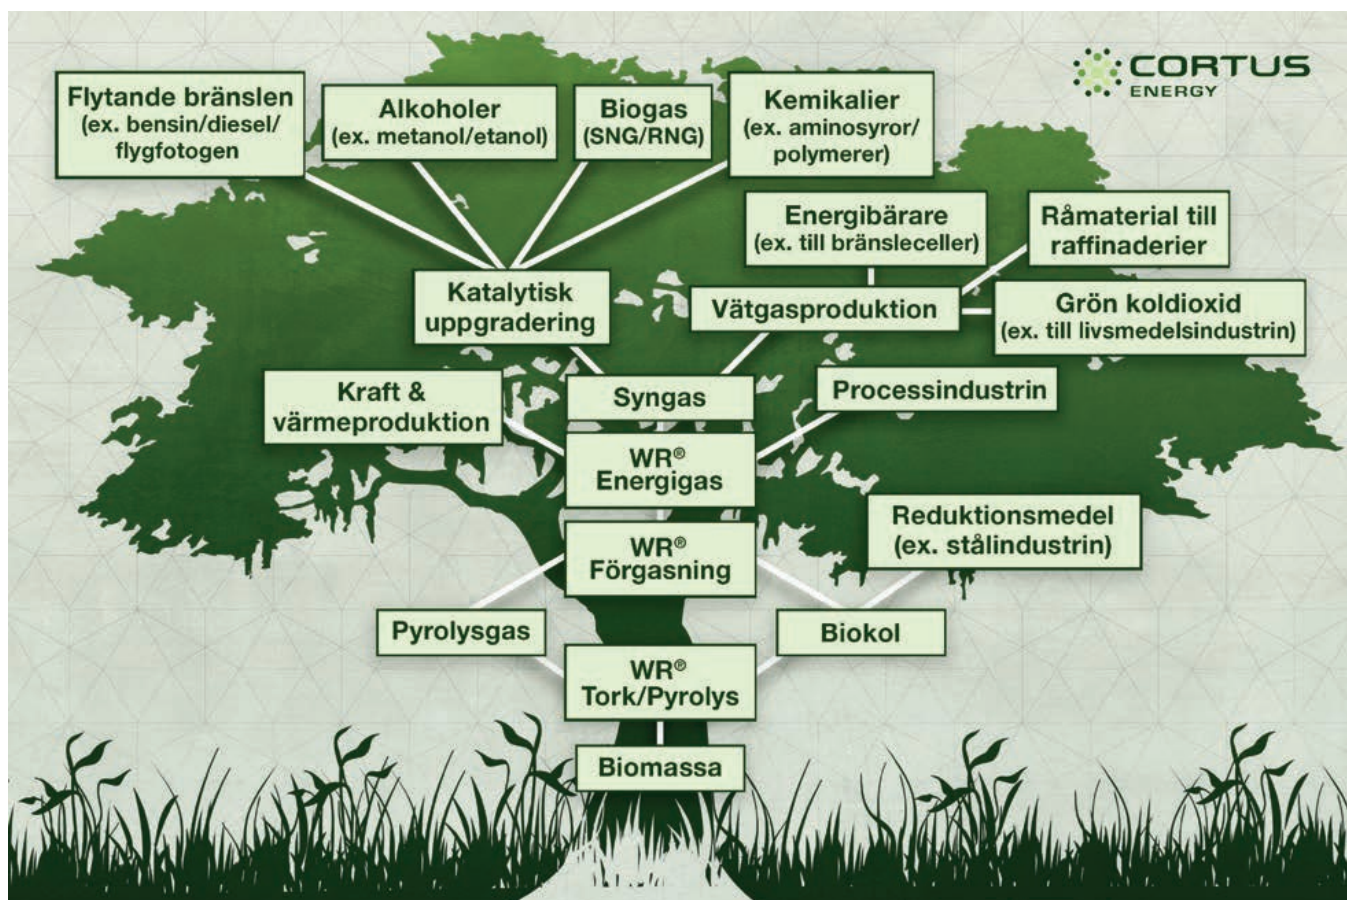 CORTUS
ENERGY
Flytande bränslen
(ex. bensin/diesel/
flygfotogen
Alkoholer
(ex. metanol/etanol)
Biogas
(SNG/RNG)
Kemikalier
(ex. aminosyror/
polymerer)
Energibärare
(ex. till bränsleceller)
Råmaterial till
raffinaderier
Katalytisk
uppgradering
Vätgasproduktion
Grön koldioxid
(ex. till livsmedelsindustrin)
Kraft &
värmeproduktion
Syngas
Processindustrin
WR®
Energigas
Reduktionsmedel
(ex. stålindustrin)
WR®
Förgasning
Pyrolysgas
Biokol
WR®
Tork/Pyrolys
Biomassa